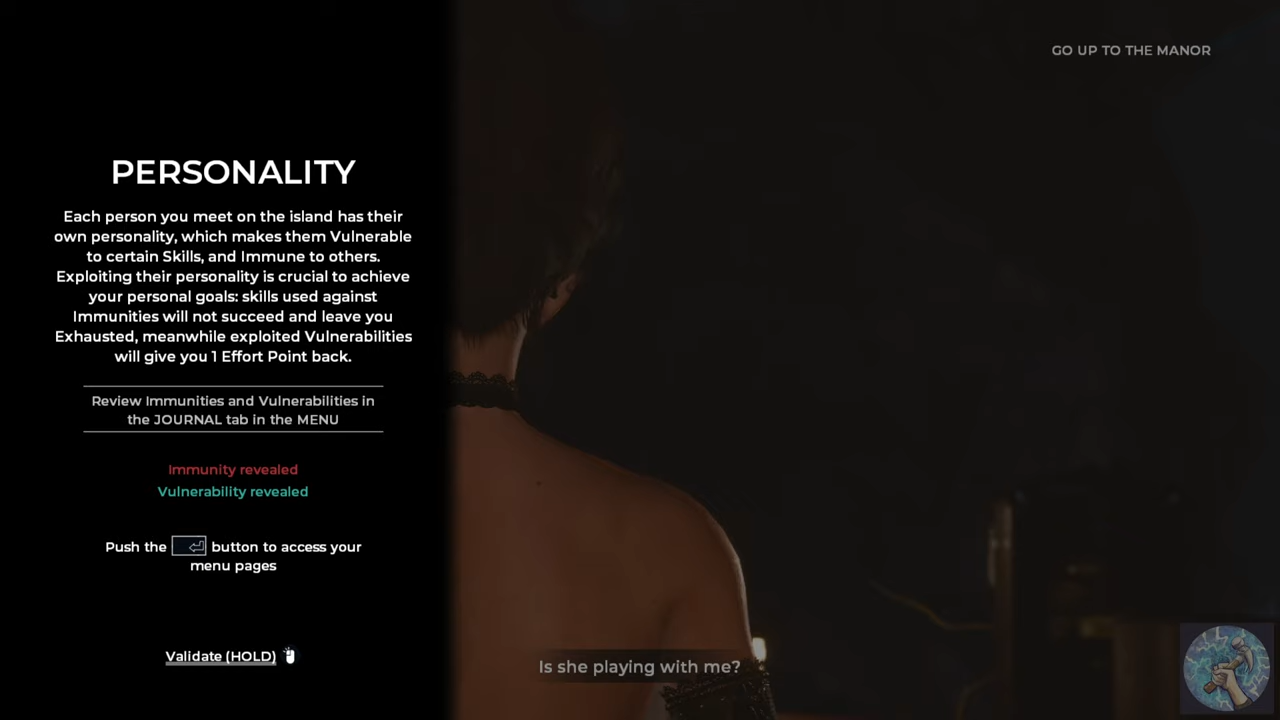 GO UP TO THE MANOR
PERSONALITY
Each person you meet on the island has their
own personality, which makes them Vulnerable
to certain Skills, and Immune to others.
Exploiting their personality is crucial to achieve
your personal goals: skills used against
Immunities will not succeed and leave you
Exhausted, meanwhile exploited Vulnerabilities
will give you 1 Effort Point back.
Review Immunities and Vulnerabilities in
the JOURNAL tab in the MENU
Immunity revealed
Vulnerability revealed
Push the button to access your
menu pages
Validate (HOLD)
Is she playing with me?